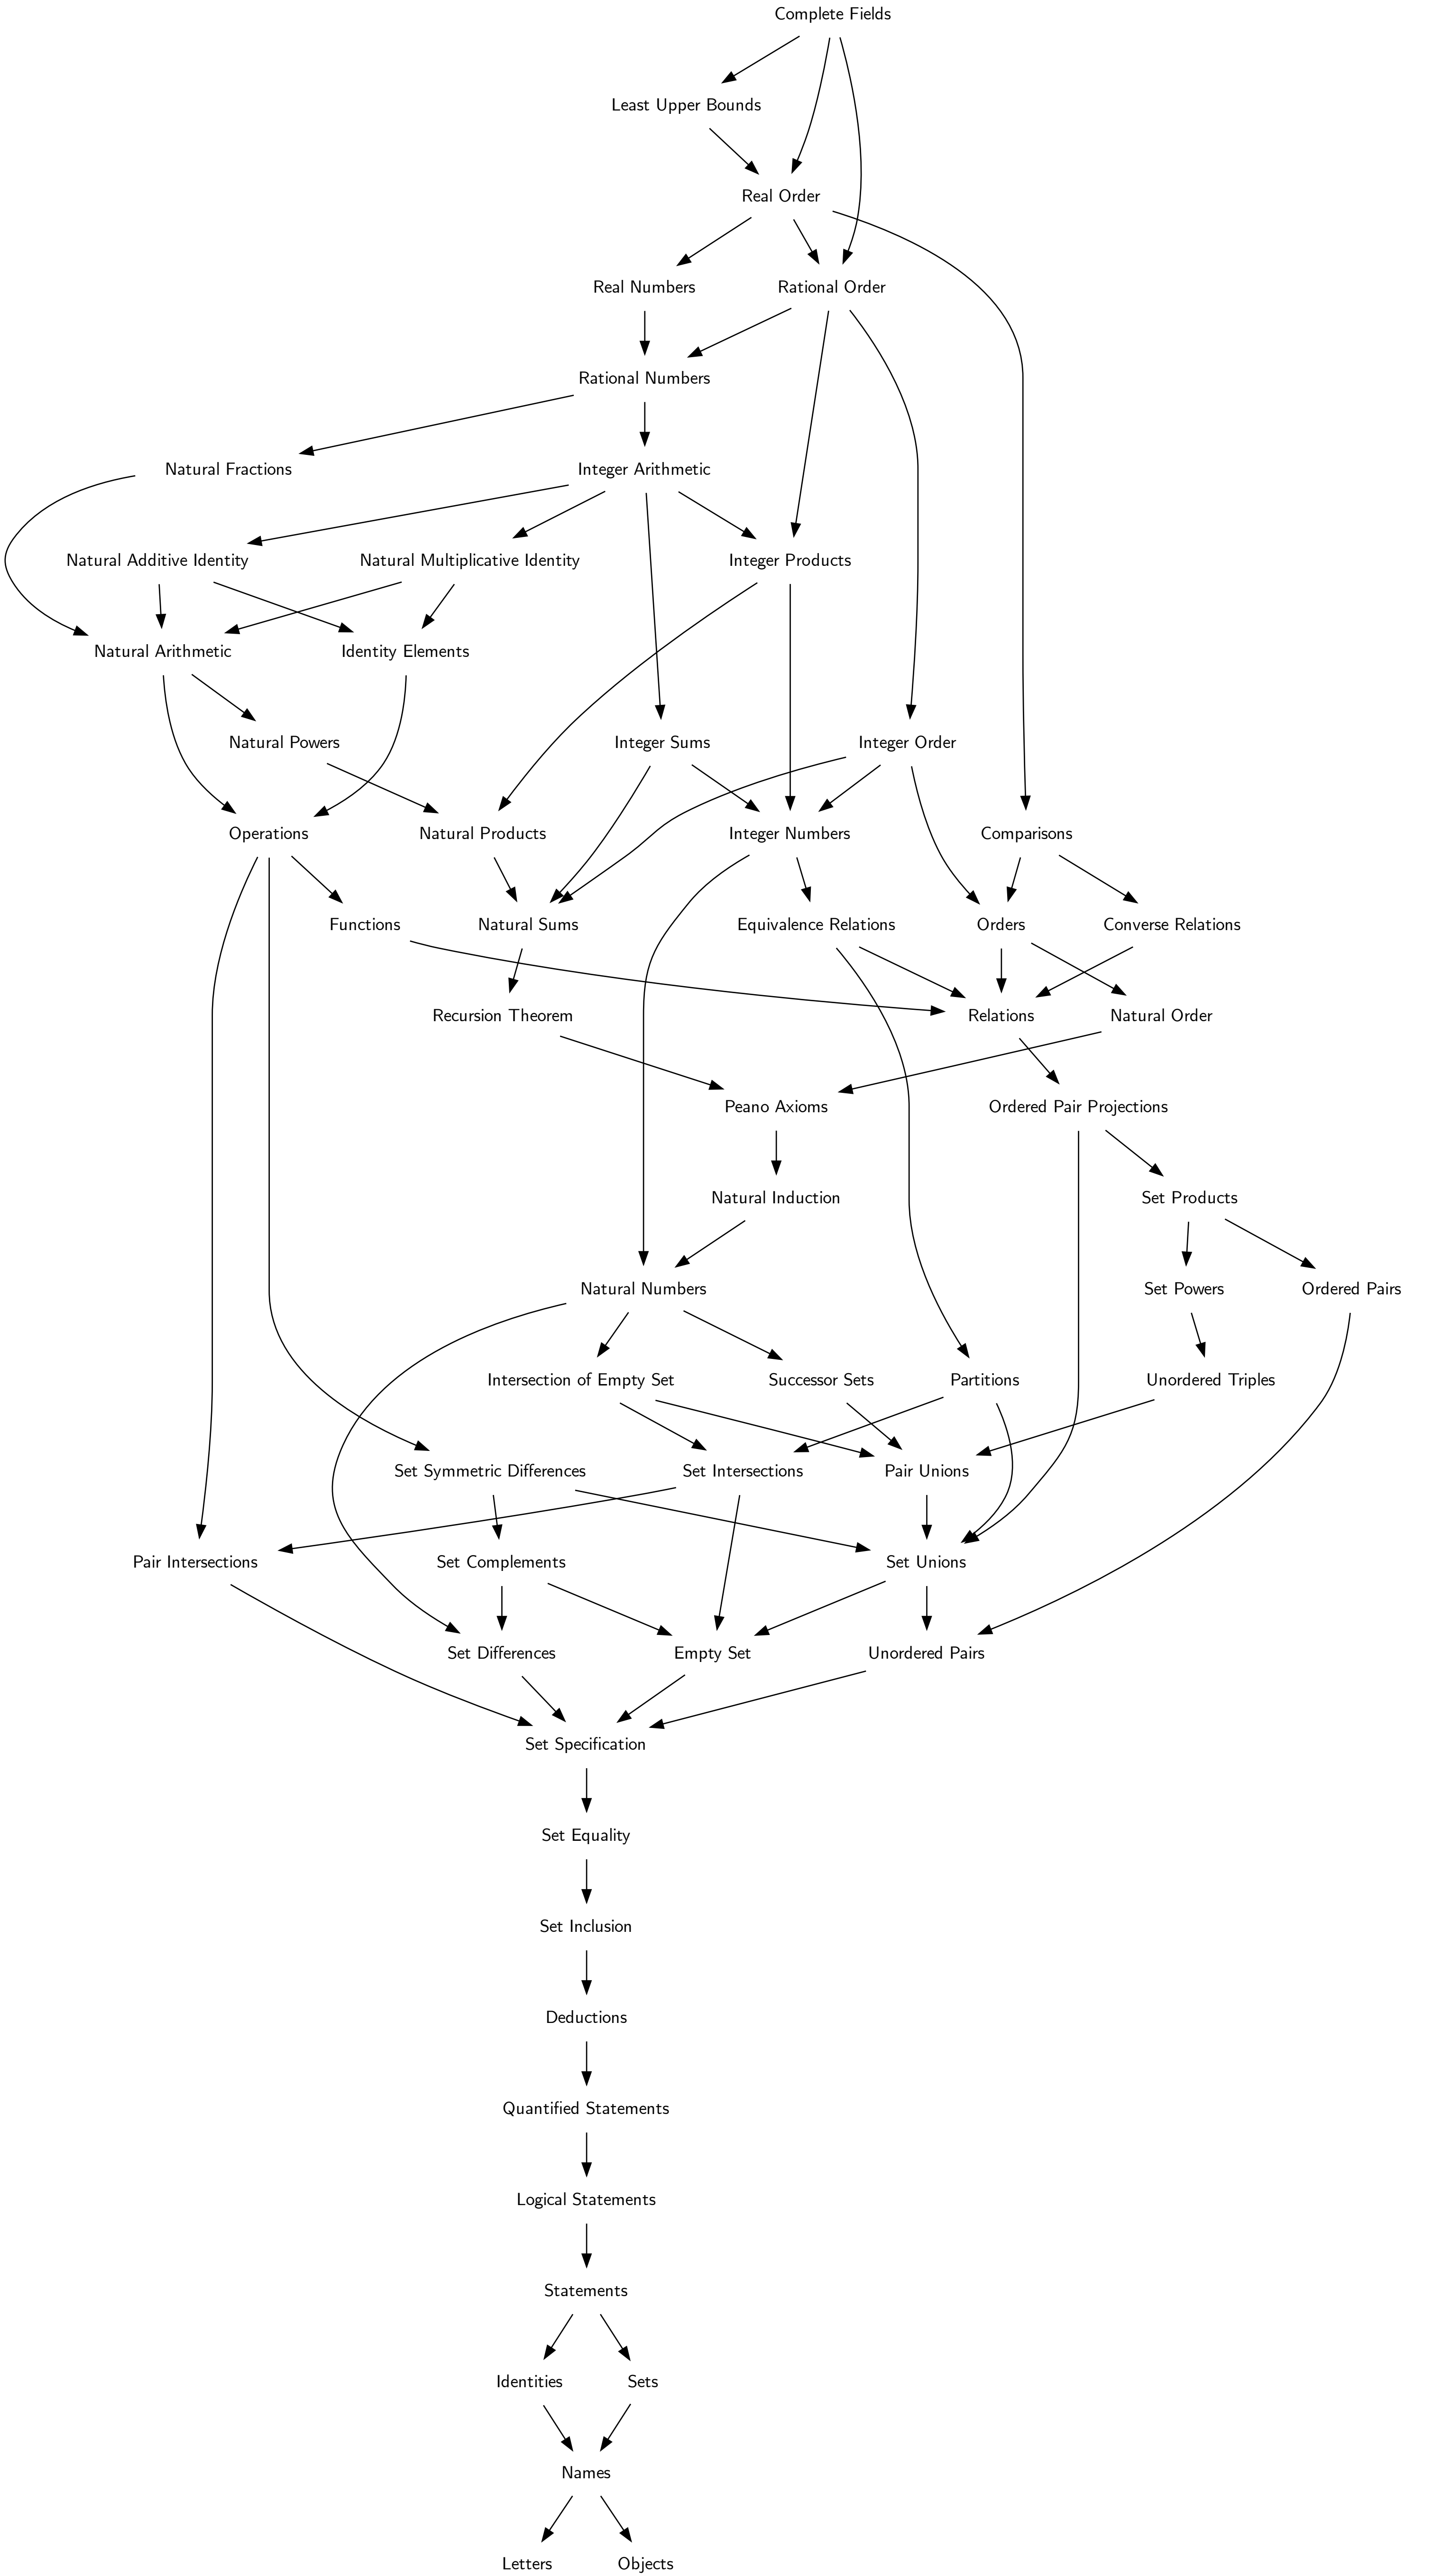 Complete Fields
Least Upper Bounds
Real Order
Real Numbers
Rational Order
Rational Numbers
Natural Fractions
Integer Arithmetic
Natural Additive Identity
Natural Multiplicative Identity
Integer Products
Natural Arithmetic
Identity Elements
Natural Powers
Integer Sums
Integer Order
Operations
Natural Products
Integer Numbers
Comparisons
Functions
Natural Sums
Equivalence Relations
Orders
Converse Relations
Recursion Theorem
Relations
Natural Order
Peano Axioms
Ordered Pair Projections
Natural Induction
Set Products
Natural Numbers
Set Powers
Ordered Pairs
Intersection of Empty Set
Successor Sets
Partitions
Unordered Triples
Set Symmetric Differences
Set Intersections
Pair Unions
Pair Intersections
Set Complements
Set Unions
Set Differences
Empty Set
Unordered Pairs
Set Specification
Set Equality
Set Inclusion
Deductions
Quantified Statements
Logical Statements
Statements
Identities
Sets
Names
Letters
Objects